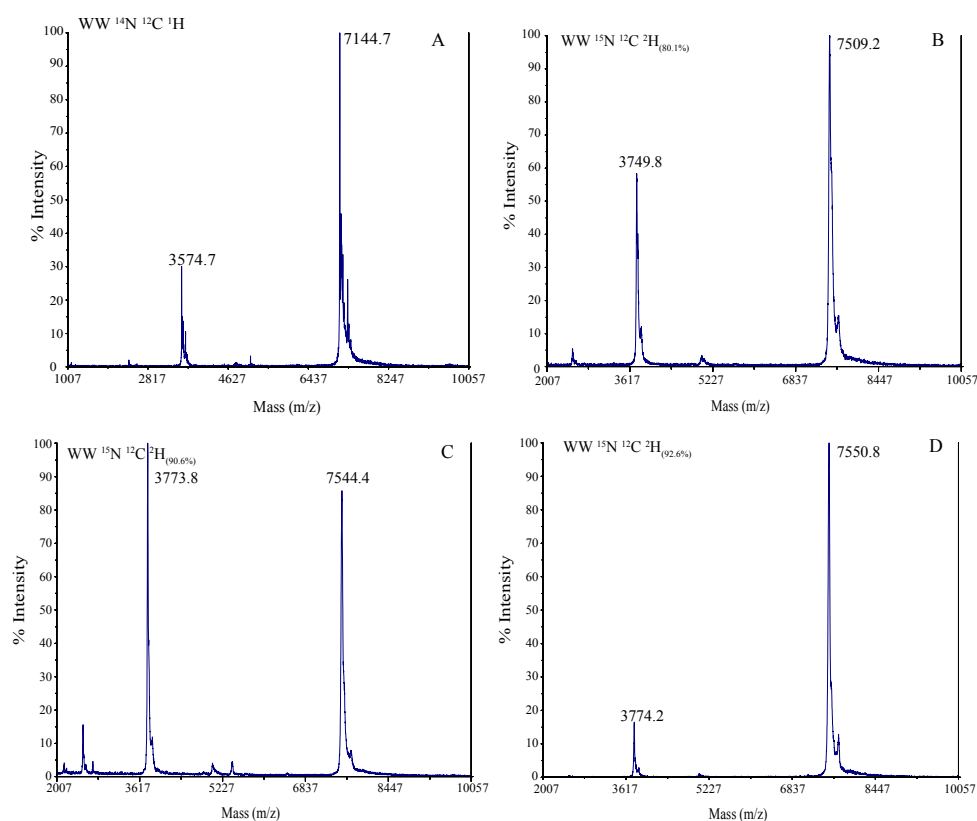 WW ¹⁴N ¹²C ¹H
A
7144.7
3574.7
100
90
80
70
60
50
40
30
20
10
0
% Intensity
1007 2817 4627 6437 8247 10057
Mass (m/z)
WW ¹⁵N ¹²C ²H(80.1%)
B
7509.2
3749.8
100
90
80
70
60
50
40
30
20
10
0
% Intensity
2007 3617 5227 6837 8447 10057
Mass (m/z)
WW ¹⁵N ¹²C ²H(90.6%)
C
3773.8
7544.4
100
90
80
70
60
50
40
30
20
10
0
% Intensity
2007 3617 5227 6837 8447 10057
Mass (m/z)
WW ¹⁵N ¹²C ²H(92.6%)
D
7550.8
3774.2
100
90
80
70
60
50
40
30
20
10
0
% Intensity
2007 3617 5227 6837 8447 10057
Mass (m/z)